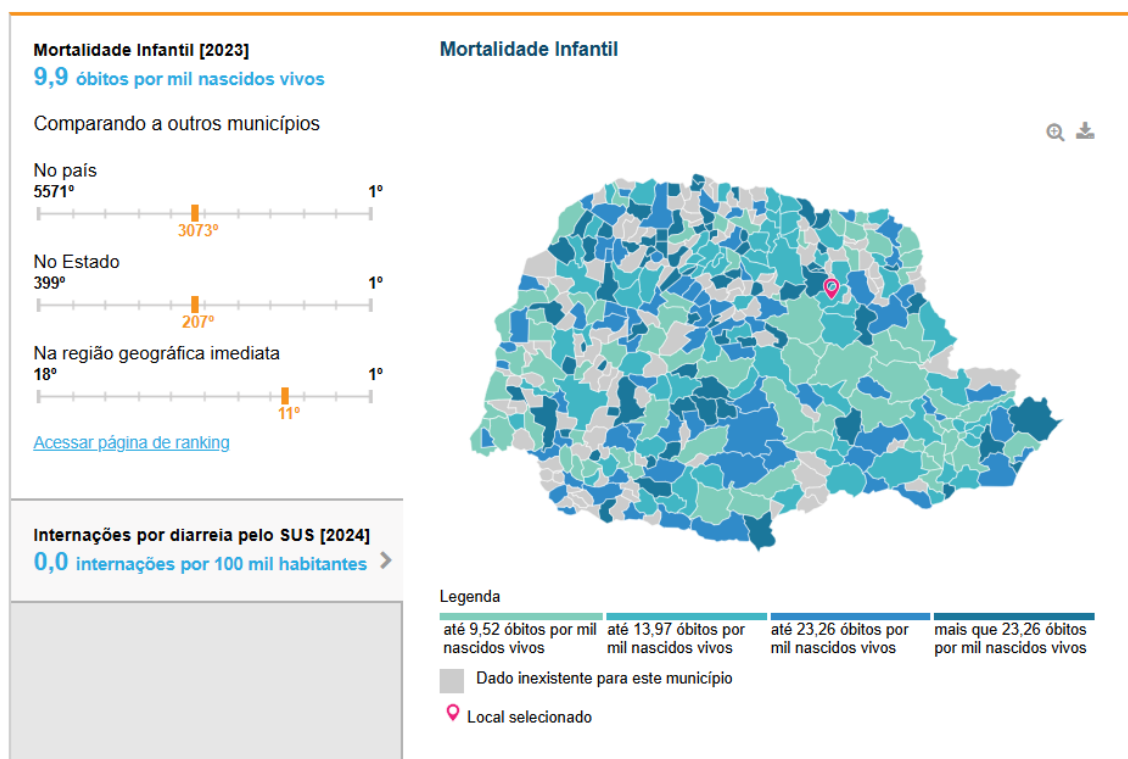 Mortalidade Infantil [2023]
9,9 óbitos por mil nascidos vivos
Comparando a outros municípios
No país
5571º 1º
3073º
No Estado
399º 1º
207º
Na região geográfica imediata
18º 1º
11º
Acessar página de ranking
Internações por diarreia pelo SUS [2024]
0,0 internações por 100 mil habitantes
Mortalidade Infantil
Legenda
até 9,52 óbitos por mil
nascidos vivos
até 13,97 óbitos por
mil nascidos vivos
até 23,26 óbitos por
mil nascidos vivos
mais que 23,26 óbitos
por mil nascidos vivos
Dado inexistente para este município
Local selecionado